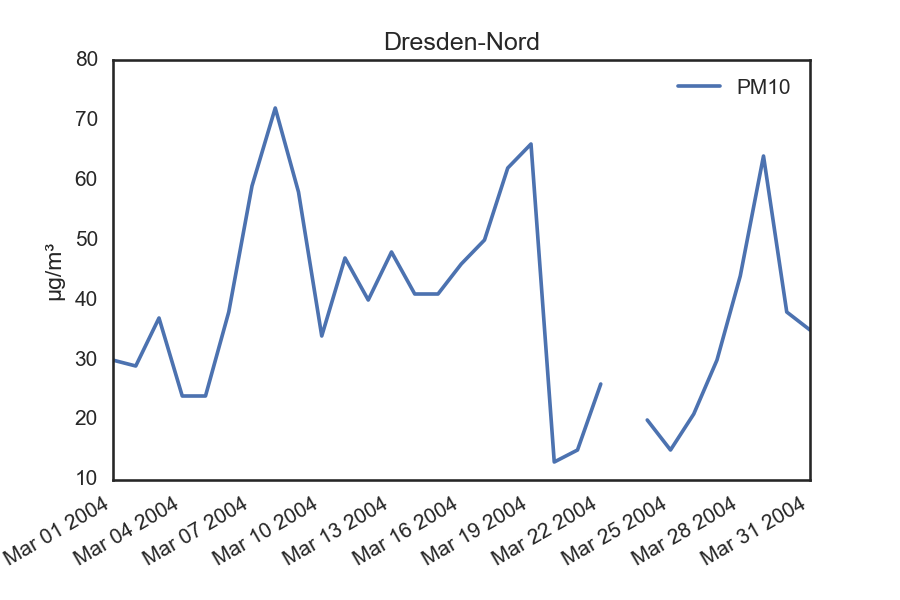 Dresden-Nord
80
70
60
50
40
30
20
10
µg/m³
PM10
Mar 01 2004
Mar 04 2004
Mar 07 2004
Mar 10 2004
Mar 13 2004
Mar 16 2004
Mar 19 2004
Mar 22 2004
Mar 25 2004
Mar 28 2004
Mar 31 2004